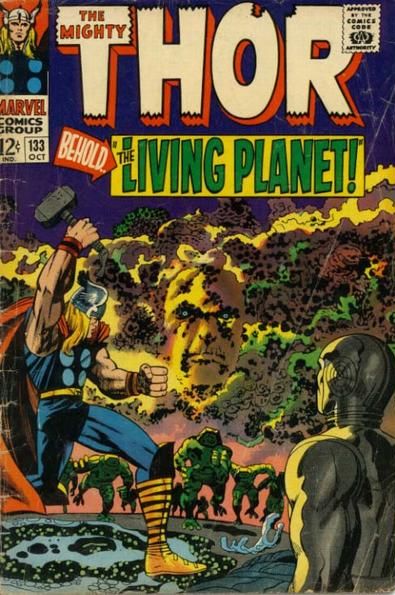 THE
MIGHTY
THOR
APPROVED
BY THE
COMICS
CODE
AUTHORITY
MARVEL
COMICS
GROUP
12¢ 133
IND. OCT
BEHOLD..
"THE LIVING PLANET!"